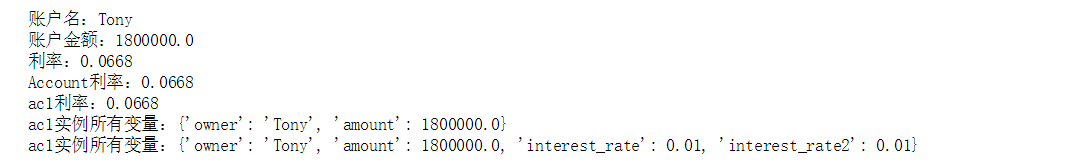 账户名：Tony
账户金额：1800000.0
利率：0.0668
Account利率：0.0668
ac1利率：0.0668
ac1实例所有变量：{'owner': 'Tony', 'amount': 1800000.0}
ac1实例所有变量：{'owner': 'Tony', 'amount': 1800000.0, 'interest_rate': 0.01, 'interest_rate2': 0.01}